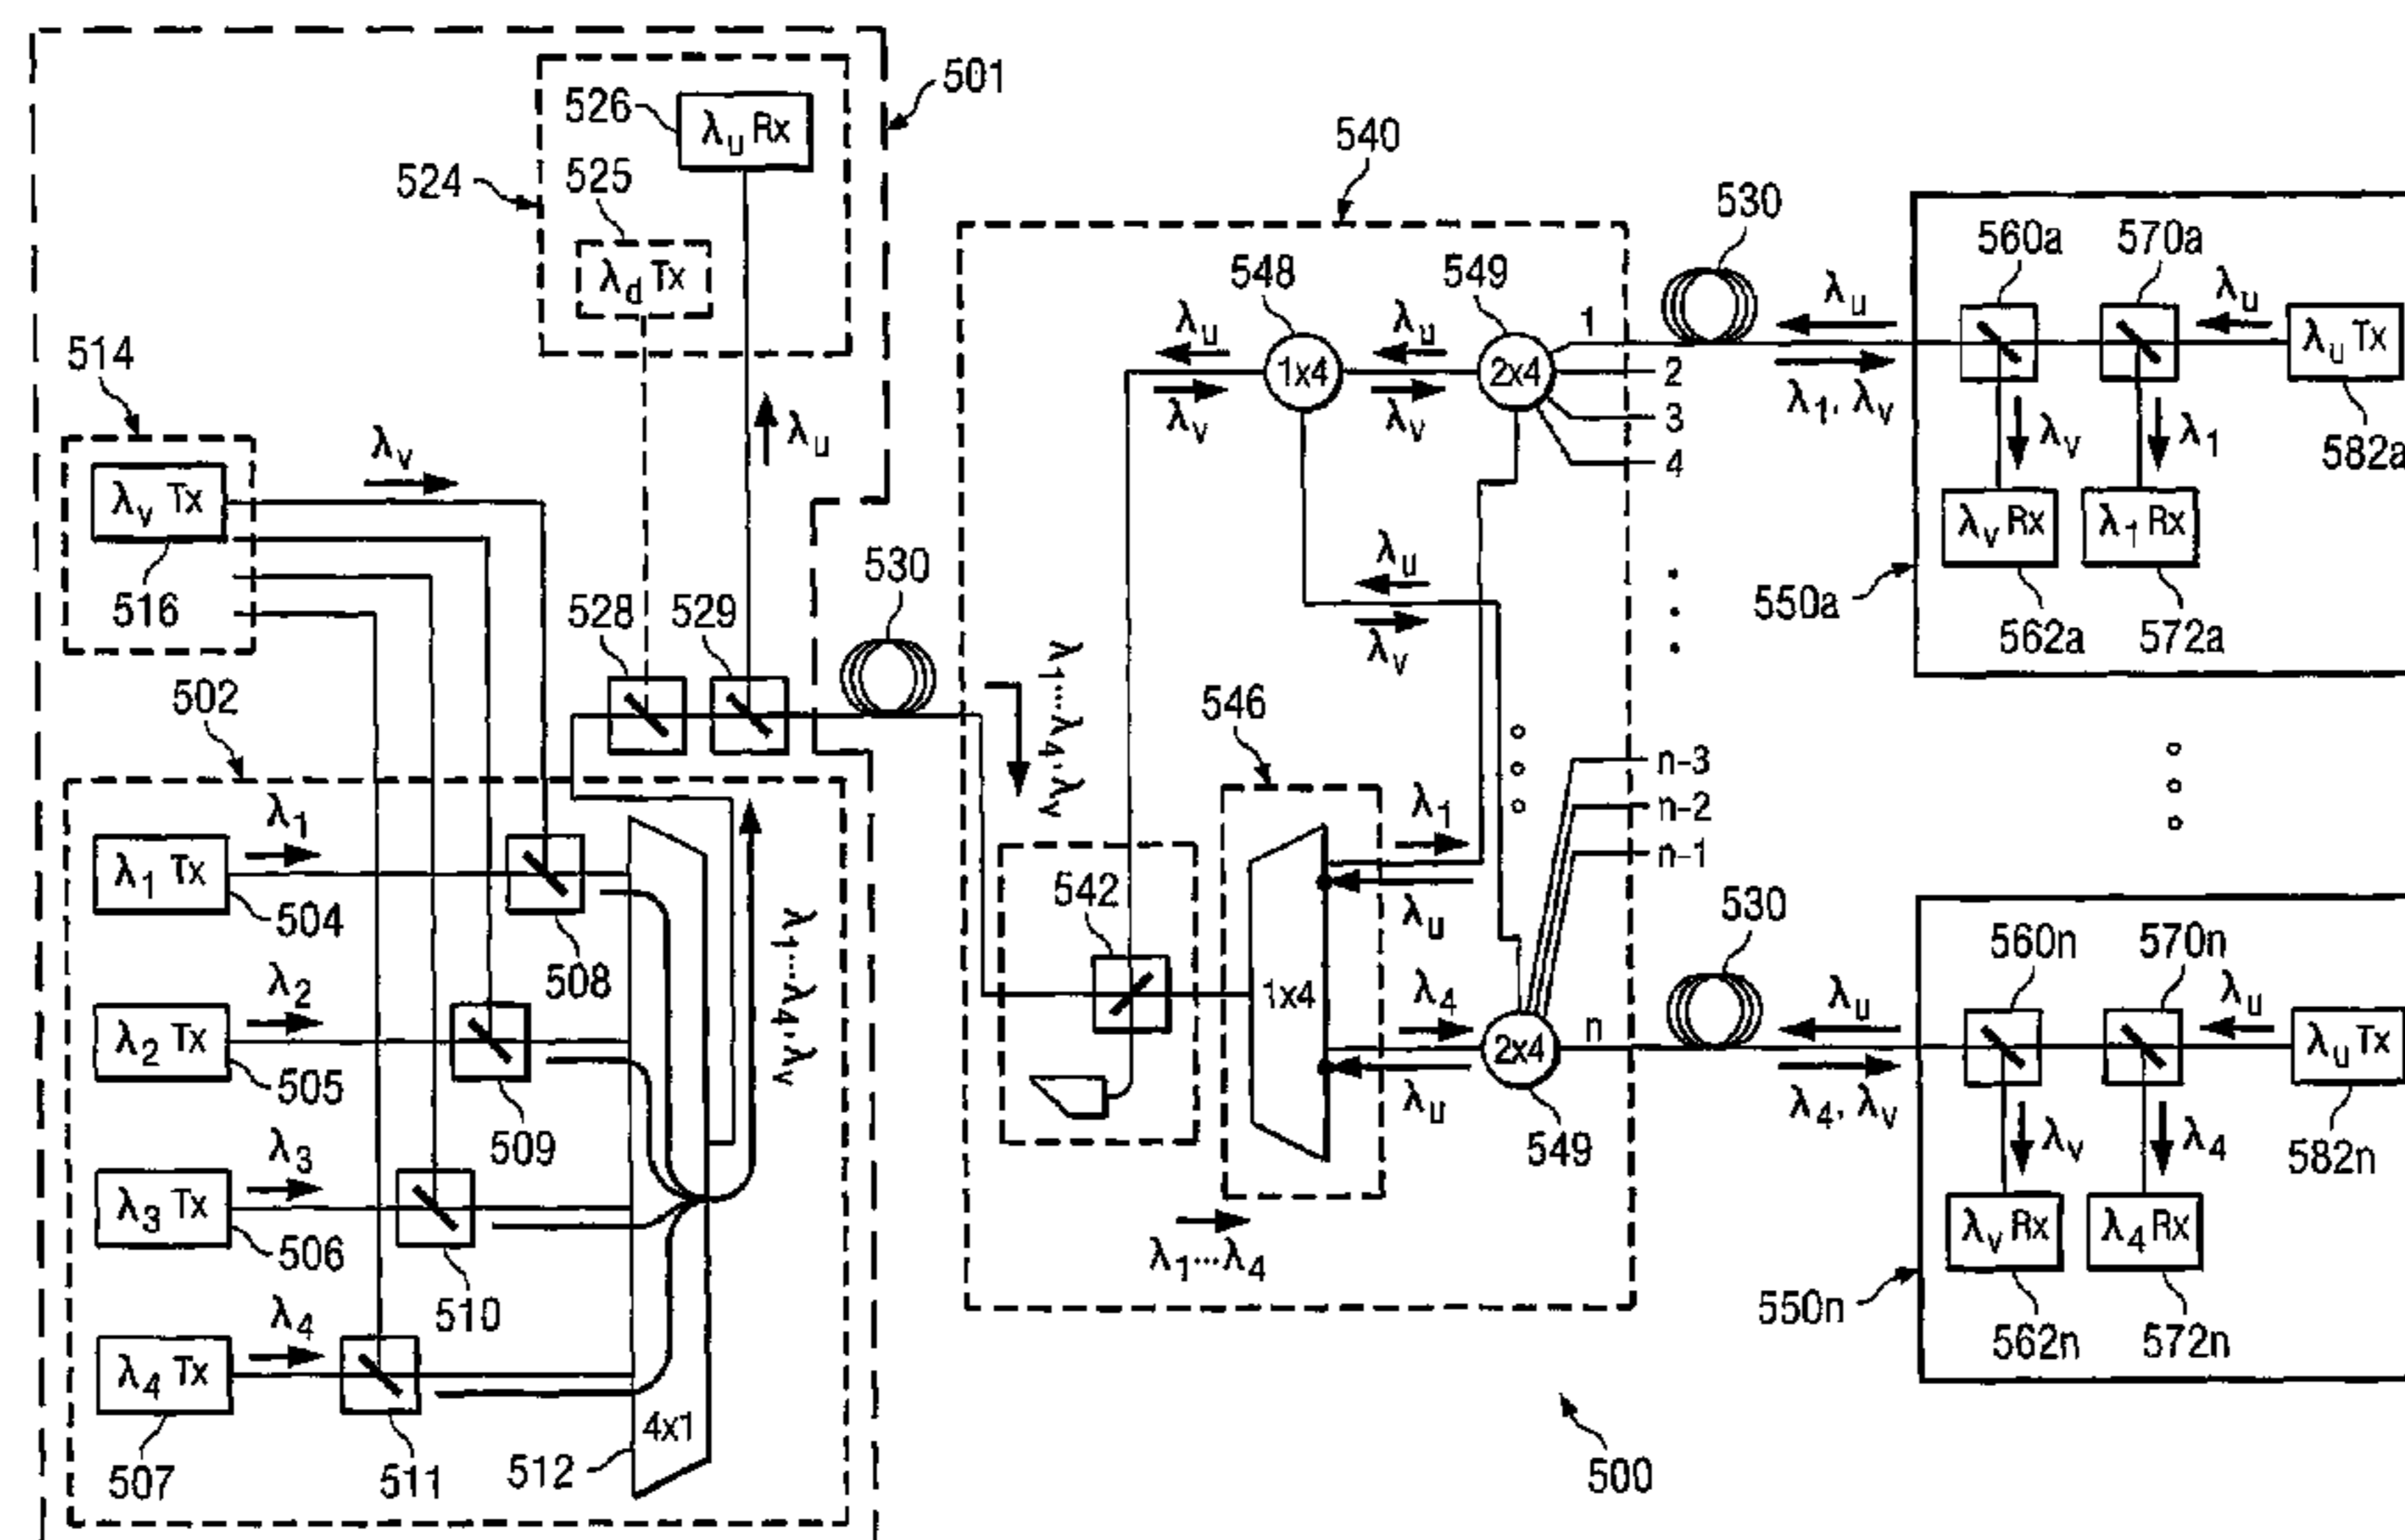 501
526
λu Rx
524
525
λd Tx
514
λv Tx
516
λv
λu
528
529
530
502
λ1
λ1 Tx
504
508
λ2
λ2 Tx
505
509
λ3
λ3 Tx
506
510
λ4
λ4 Tx
507
511
512
4x1
λ1...λ4, λv
λ1...λ4, λv
540
548
549
λu
1x4
λv
λu
2x4
λv
1
2
3
4
λu
λv
546
542
1x4
λ1
λu
λ4
λu
λ1...λ4
n-3
n-2
n-1
2x4
n
549
530
λu
λ1, λv
550a
560a
570a
λu
λu Tx
582a
λv
λ1
λv Rx
λ1 Rx
562a
572a
530
λu
λ4, λv
550n
560n
570n
λu
λu Tx
582n
λv
λ4
λv Rx
λ4 Rx
562n
572n
500